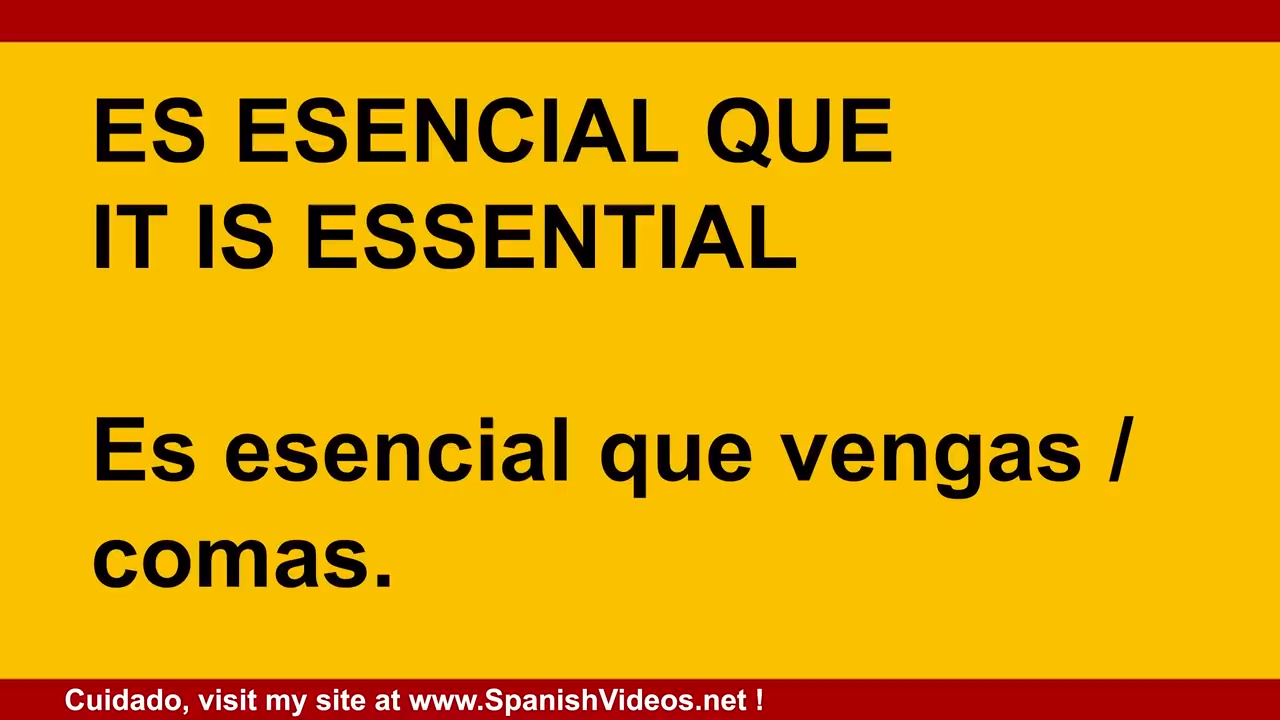 ES ESENCIAL QUE
IT IS ESSENTIAL
Es esencial que vengas /
comas.
Cuidado, visit my site at www.SpanishVideos.net !